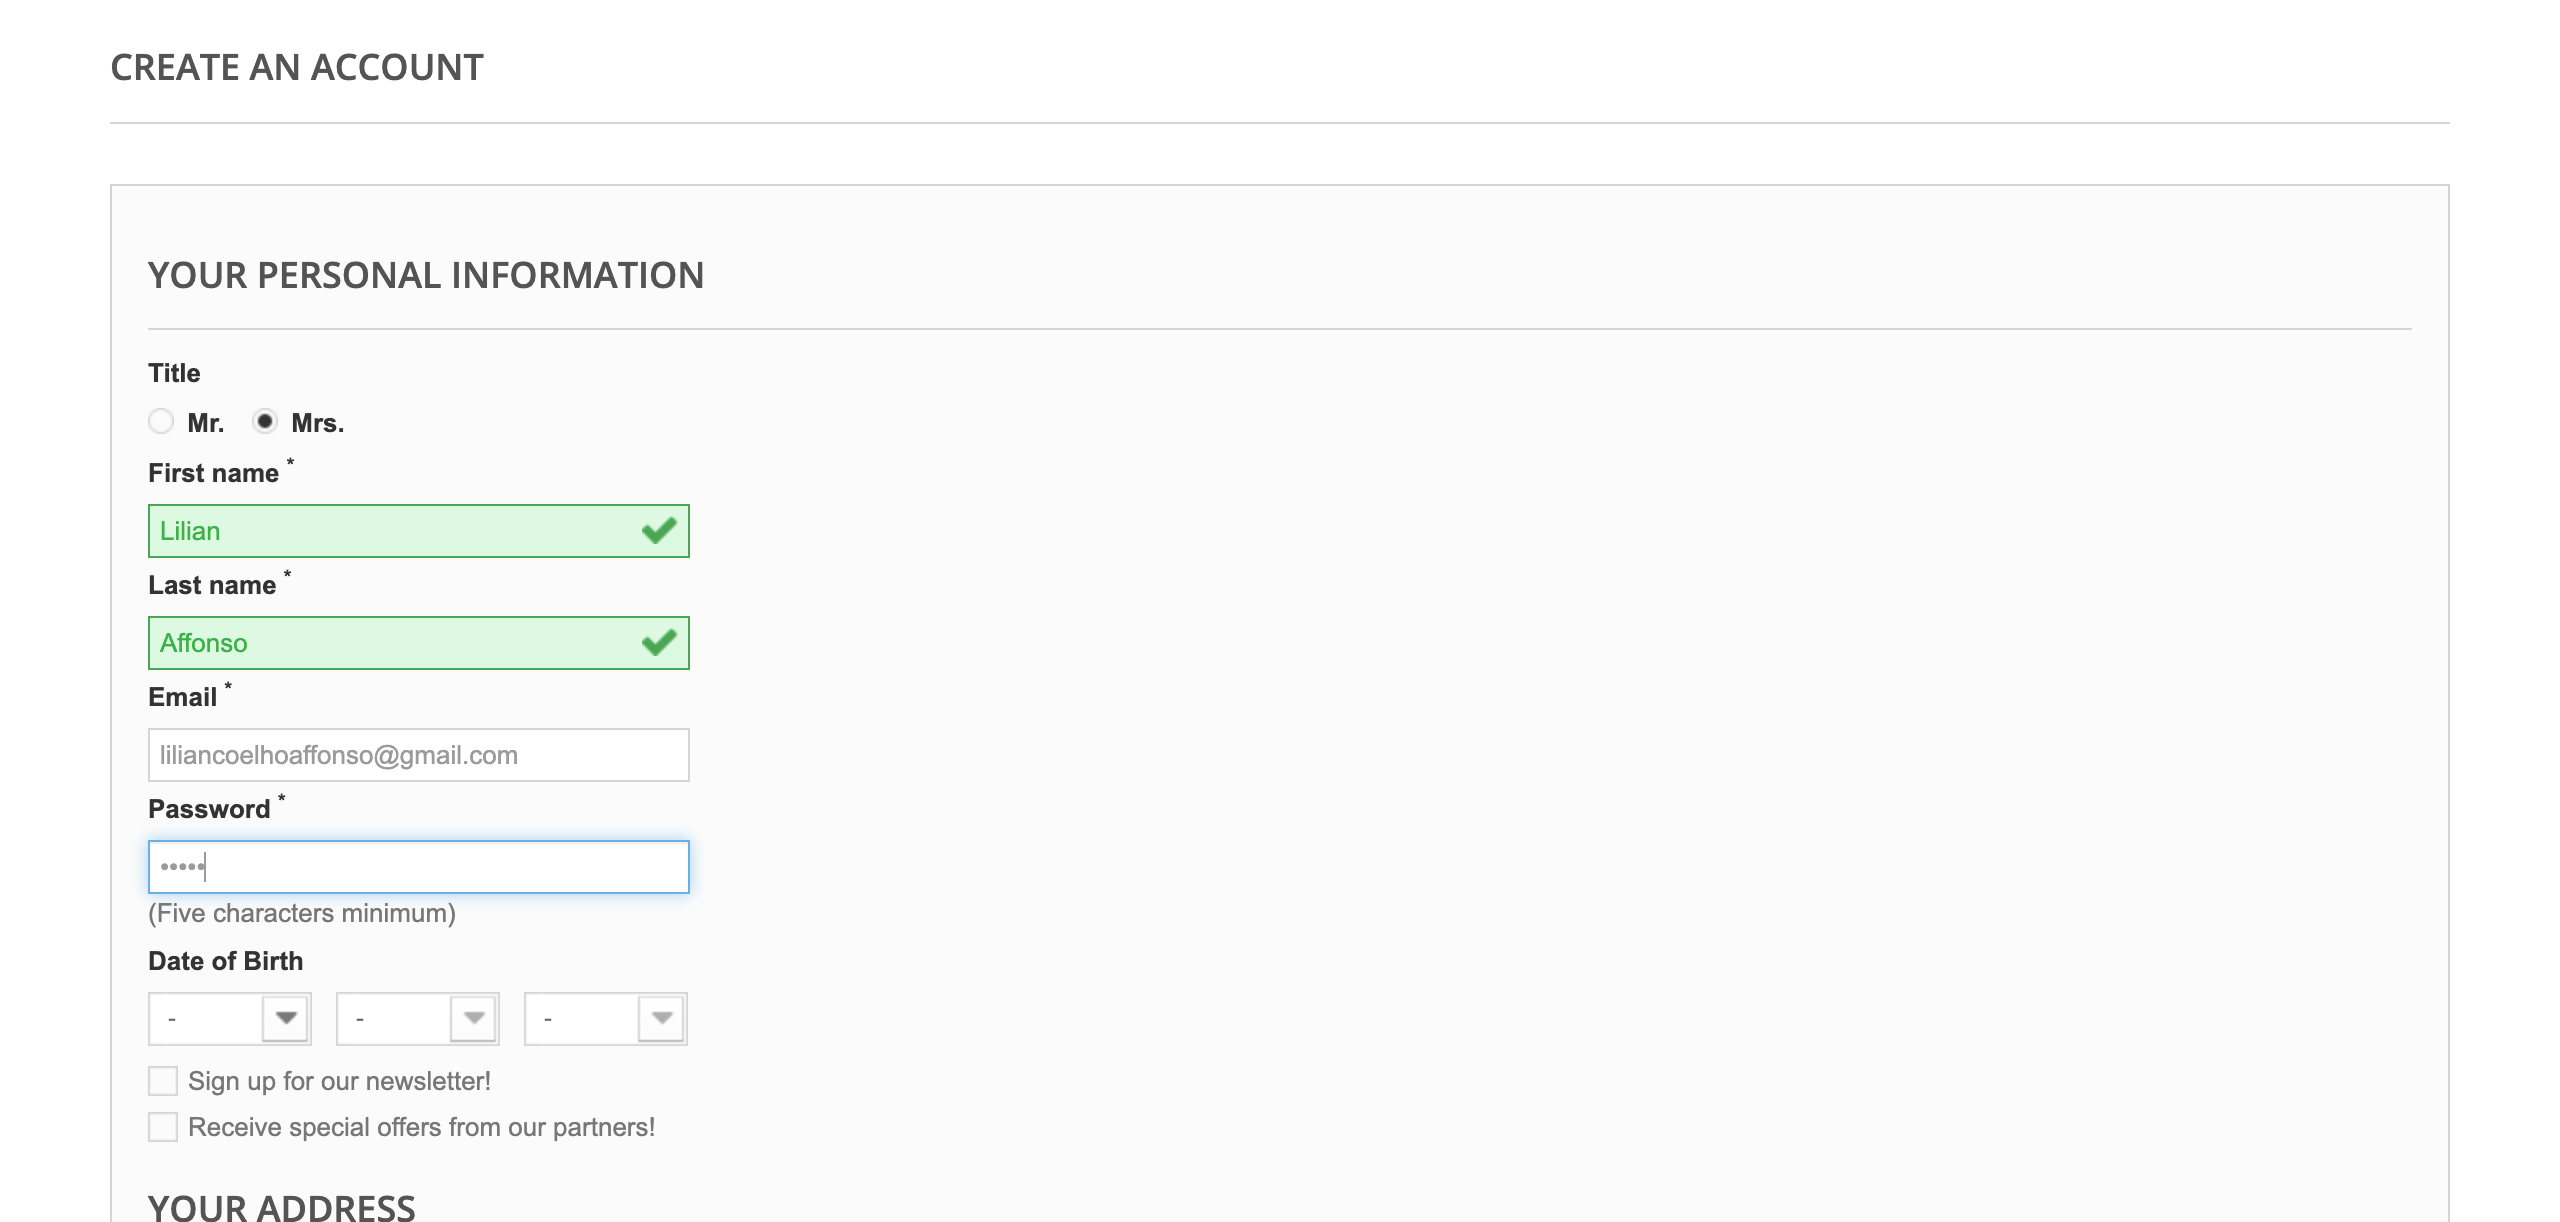 CREATE AN ACCOUNT
YOUR PERSONAL INFORMATION
Title
Mr. Mrs.
First name *
Lilian
Last name *
Affonso
Email *
liliancoelhoaffonso@gmail.com
Password *
•••••
(Five characters minimum)
Date of Birth
- - -
Sign up for our newsletter!
Receive special offers from our partners!
YOUR ADDRESS